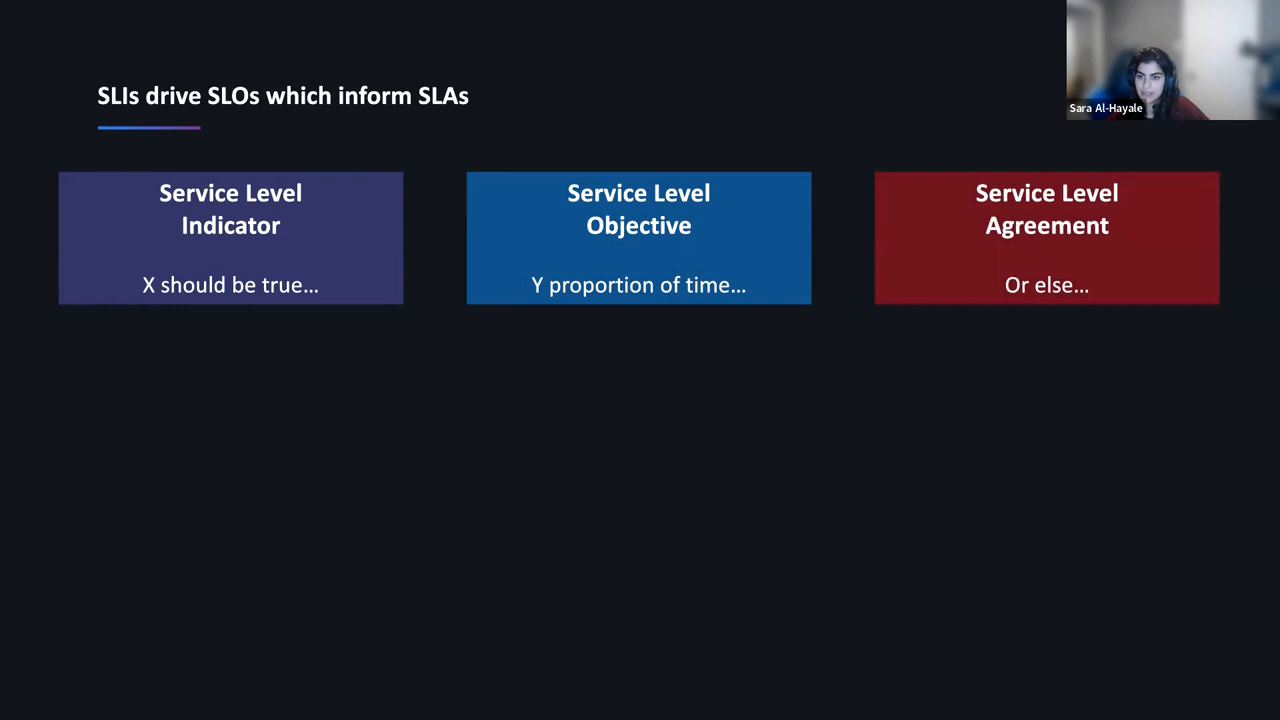 SLIs drive SLOs which inform SLAs
Sara Al-Hayale
Service Level
Indicator
X should be true...
Service Level
Objective
Y proportion of time...
Service Level
Agreement
Or else...